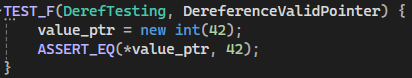 TEST_F(DerefTesting, DereferenceValidPointer) {
    value_ptr = new int(42);
    ASSERT_EQ(*value_ptr, 42);
}